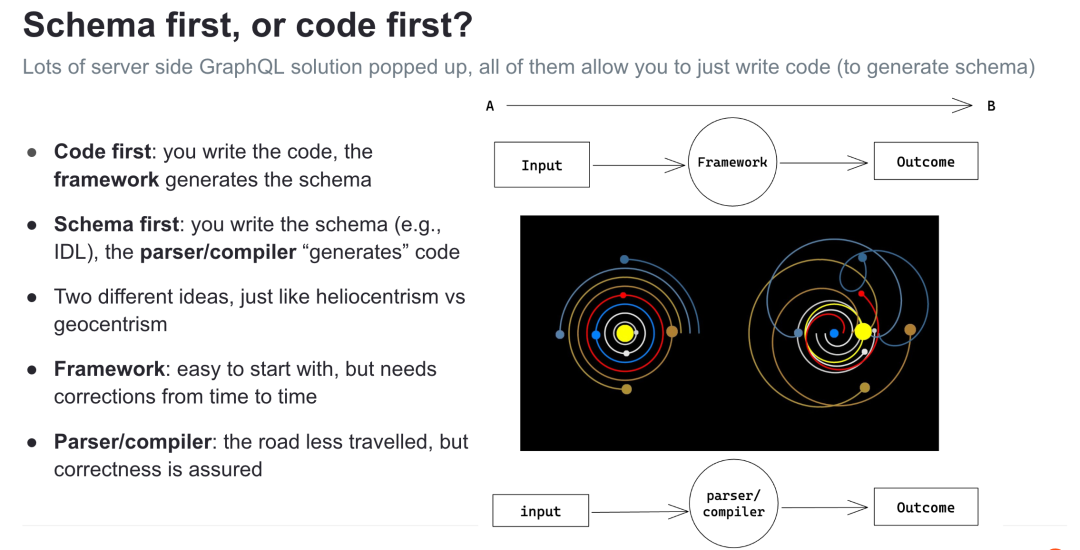 Schema first, or code first?
Lots of server side GraphQL solution popped up, all of them allow you to just write code (to generate schema)
● Code first: you write the code, the
framework generates the schema
● Schema first: you write the schema (e.g.,
IDL), the parser/compiler “generates” code
● Two different ideas, just like heliocentrism vs
geocentrism
● Framework: easy to start with, but needs
corrections from time to time
● Parser/compiler: the road less travelled, but
correctness is assured
A B
Input Framework Outcome
input parser/
compiler Outcome